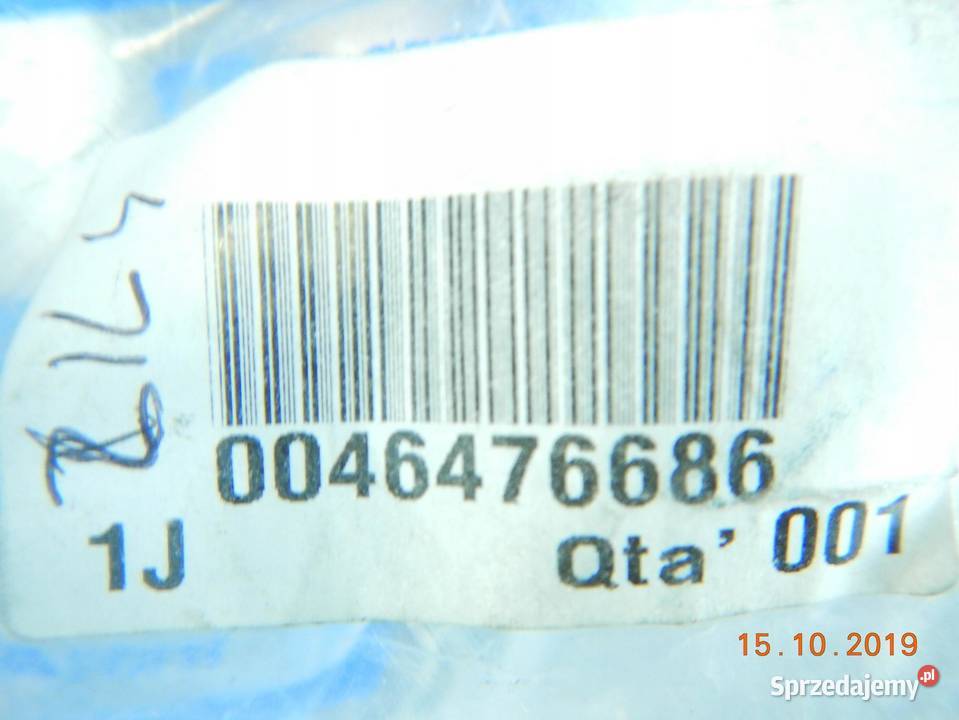 0046476686
1J
Qta' 001
15.10.2019
Sprzedajemy.pl